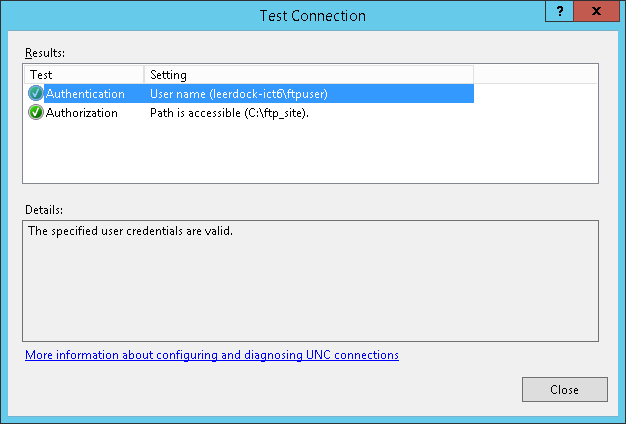 Test Connection
?
x
Results:
Test Setting
Authentication User name (leerdock-ict6\ftpuser)
Authorization Path is accessible (C:\ftp_site).
Details:
The specified user credentials are valid.
More information about configuring and diagnosing UNC connections
Close